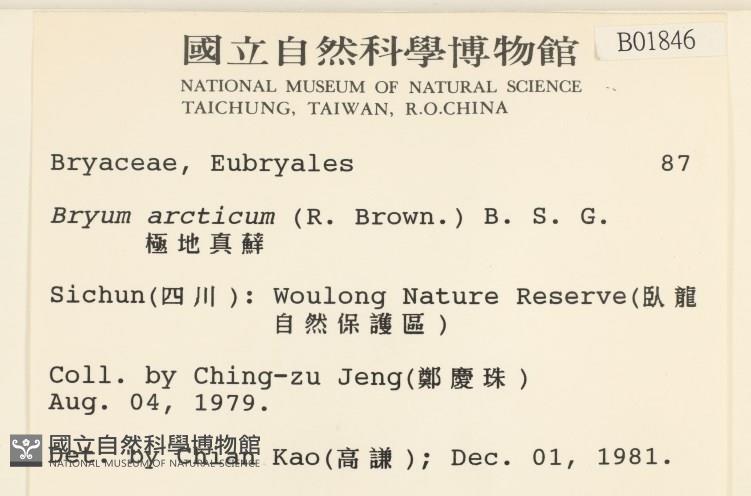 國立自然科學博物館
B01846
NATIONAL MUSEUM OF NATURAL SCIENCE
TAICHUNG, TAIWAN, R.O.CHINA
Bryaceae, Eubryales 87
Bryum arcticum (R. Brown.) B. S. G.
極地真蘚
Sichun(四川): Woulong Nature Reserve(臥龍
自然保護區)
Coll. by Ching-zu Jeng(鄭慶珠)
Aug. 04, 1979.
Det. by Chian Kao(高謙); Dec. 01, 1981.
國立自然科學博物館
NATIONAL MUSEUM OF NATURAL SCIENCE